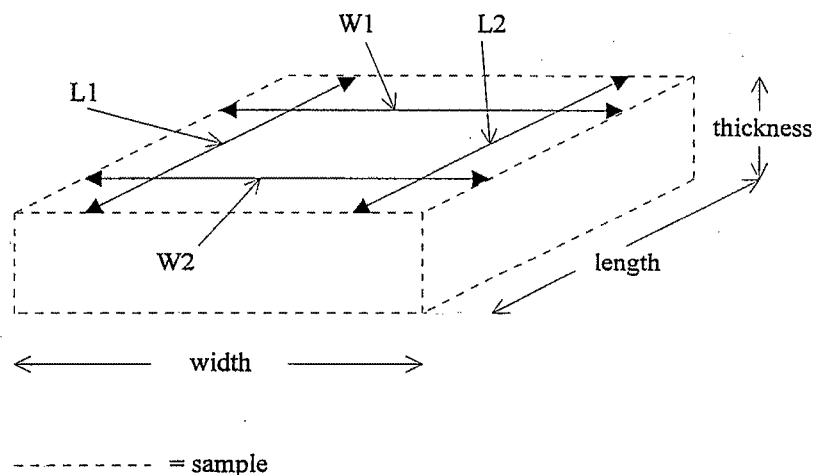 W1
L2
L1
thickness
W2
length
width
= sample